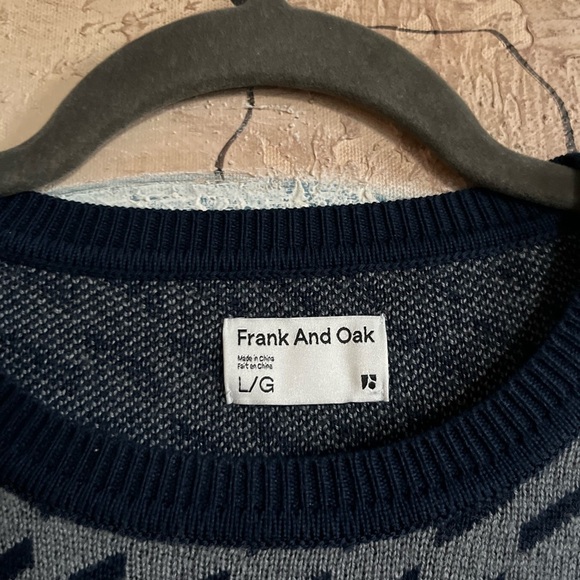 Frank And Oak
Made in China
Fait en Chine
L/G